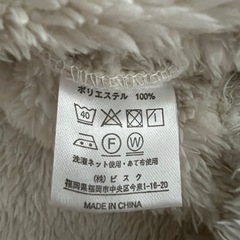 ポリエステル 100%
40
F W
洗濯ネット使用・あて布使用
(株) ビスク
福岡県福岡市中央区今泉1-16-20
MADE IN CHINA